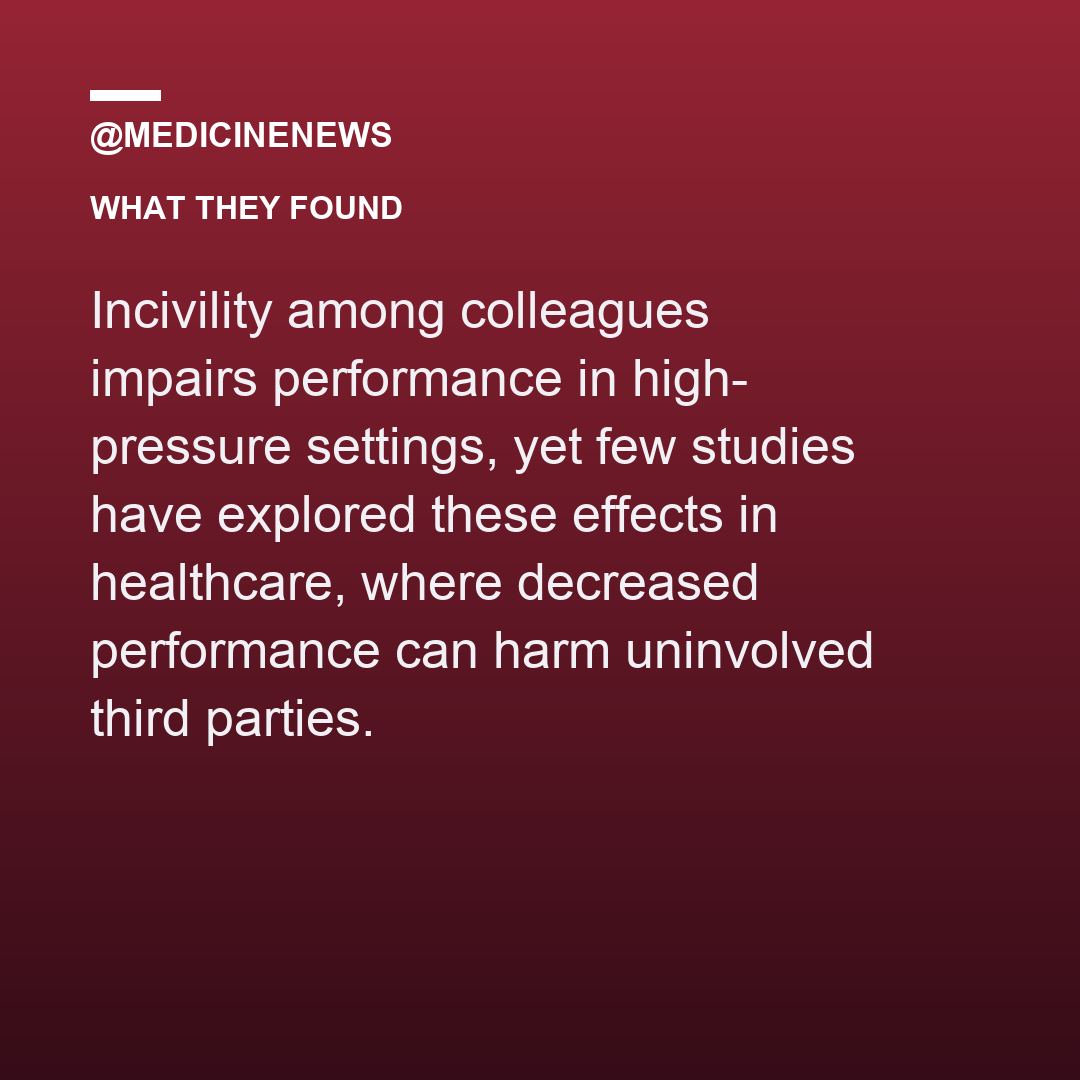 @MEDICINENEWS
WHAT THEY FOUND
Incivility among colleagues
impairs performance in high-
pressure settings, yet few studies
have explored these effects in
healthcare, where decreased
performance can harm uninvolved
third parties.